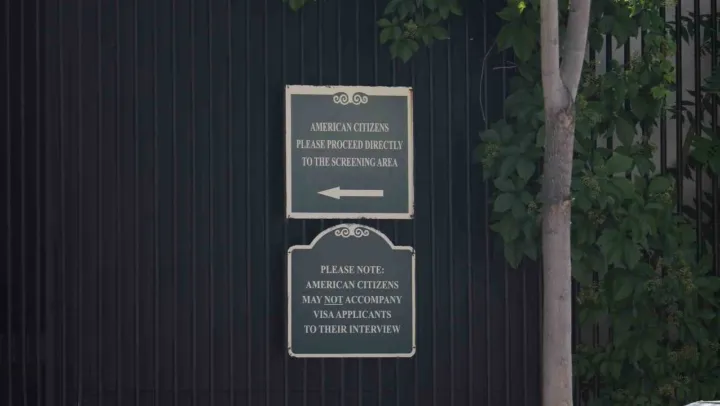 AMERICAN CITIZENS
PLEASE PROCEED DIRECTLY
TO THE SCREENING AREA
PLEASE NOTE:
AMERICAN CITIZENS
MAY NOT ACCOMPANY
VISA APPLICANTS
TO THEIR INTERVIEW